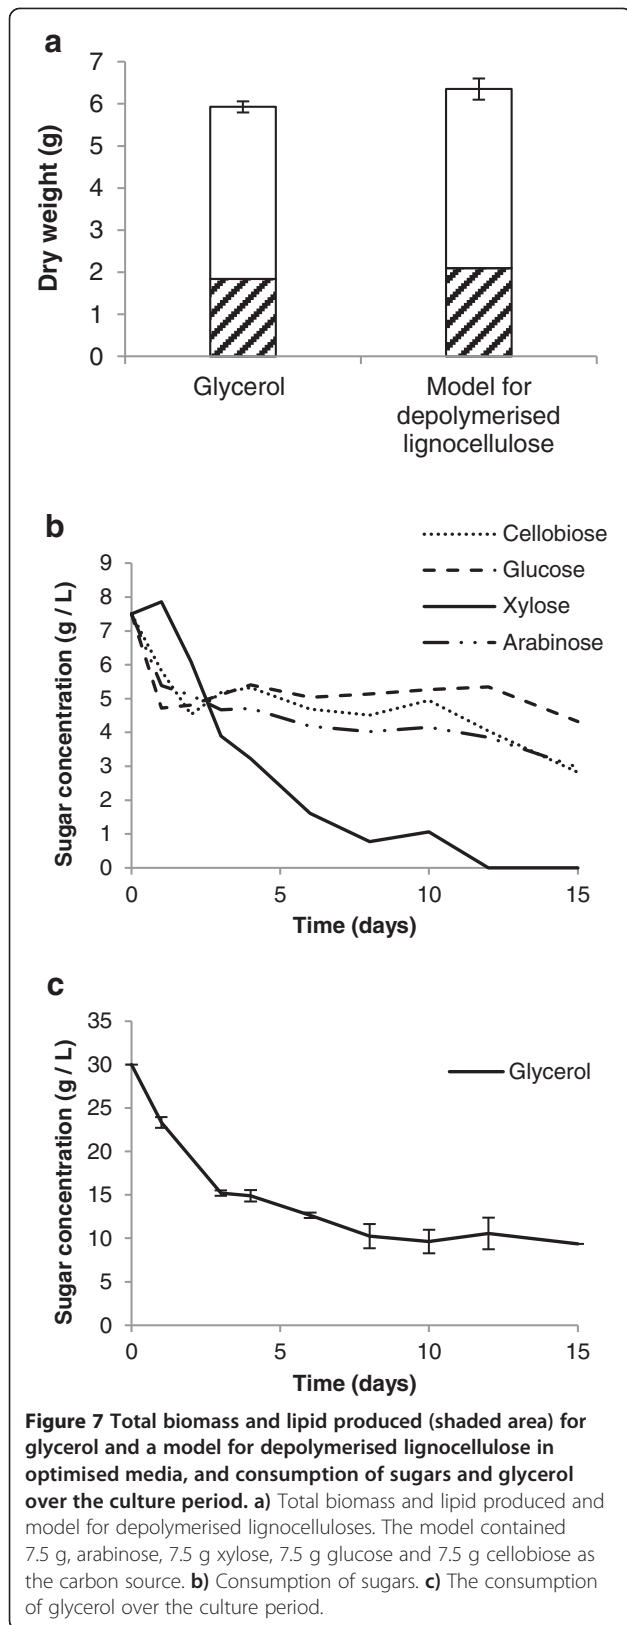 a
7
6
5
4
3
2
1
0
Dry weight (g)
Glycerol
Model for
depolymerised
lignocellulose
b
Cellobiose
Glucose
Xylose
Arabinose
9
8
7
6
5
4
3
2
1
0
Sugar concentration (g / L)
0 5 10 15
Time (days)
c
35
30
25
20
15
10
5
0
Sugar concentration (g / L)
Glycerol
0 5 10 15
Time (days)
Figure 7 Total biomass and lipid produced (shaded area) for
glycerol and a model for depolymerised lignocellulose in
optimised media, and consumption of sugars and glycerol
over the culture period. a) Total biomass and lipid produced and
model for depolymerised lignocelluloses. The model contained
7.5 g, arabinose, 7.5 g xylose, 7.5 g glucose and 7.5 g cellobiose as
the carbon source. b) Consumption of sugars. c) The consumption
of glycerol over the culture period.